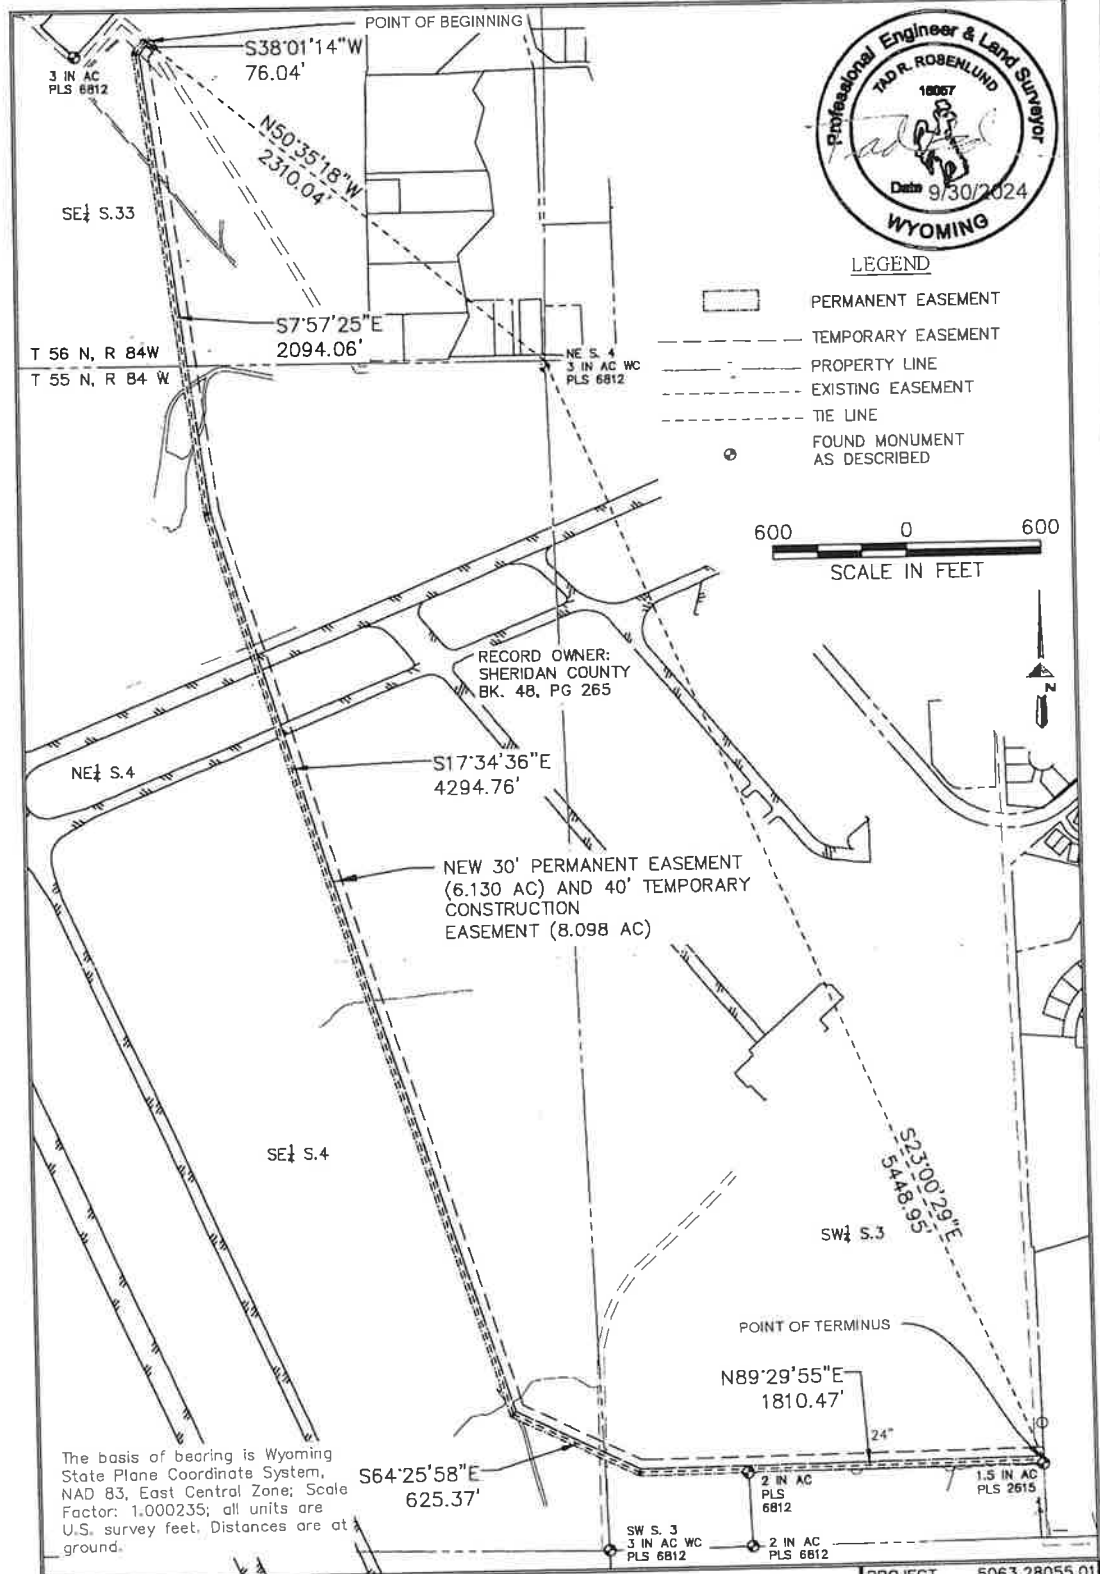 POINT OF BEGINNING
S38°01'14"W
76.04'
3 IN AC
PLS 6812
N50°35'18"W
2310.04'
SE¼ S.33
S7°57'25"E
2094.06'
T 56 N, R 84W
T 55 N, R 84 W
NE S. 4
3 IN AC WC
PLS 6812
Professional Engineer & Land Surveyor
TAD R. ROSENLUND
16057
Date 9/30/2024
WYOMING
LEGEND
PERMANENT EASEMENT
TEMPORARY EASEMENT
PROPERTY LINE
EXISTING EASEMENT
TIE LINE
FOUND MONUMENT
AS DESCRIBED
600 0 600
SCALE IN FEET
N
RECORD OWNER:
SHERIDAN COUNTY
BK. 48, PG 265
NE¼ S.4
S17°34'36"E
4294.76'
NEW 30' PERMANENT EASEMENT
(6.130 AC) AND 40' TEMPORARY
CONSTRUCTION
EASEMENT (8.098 AC)
SE¼ S.4
S23°00'29"E
5448.95'
SW¼ S.3
POINT OF TERMINUS
N89°29'55"E
1810.47'
24"
The basis of bearing is Wyoming
State Plane Coordinate System,
NAD 83, East Central Zone; Scale
Factor: 1.000235; all units are
U.S. survey feet. Distances are at
ground.
S64°25'58"E
625.37'
2 IN AC
PLS
6812
1.5 IN AC
PLS 2615
SW S. 3
3 IN AC WC
PLS 6812
2 IN AC
PLS 6812
PROJECT 5063.28055.01